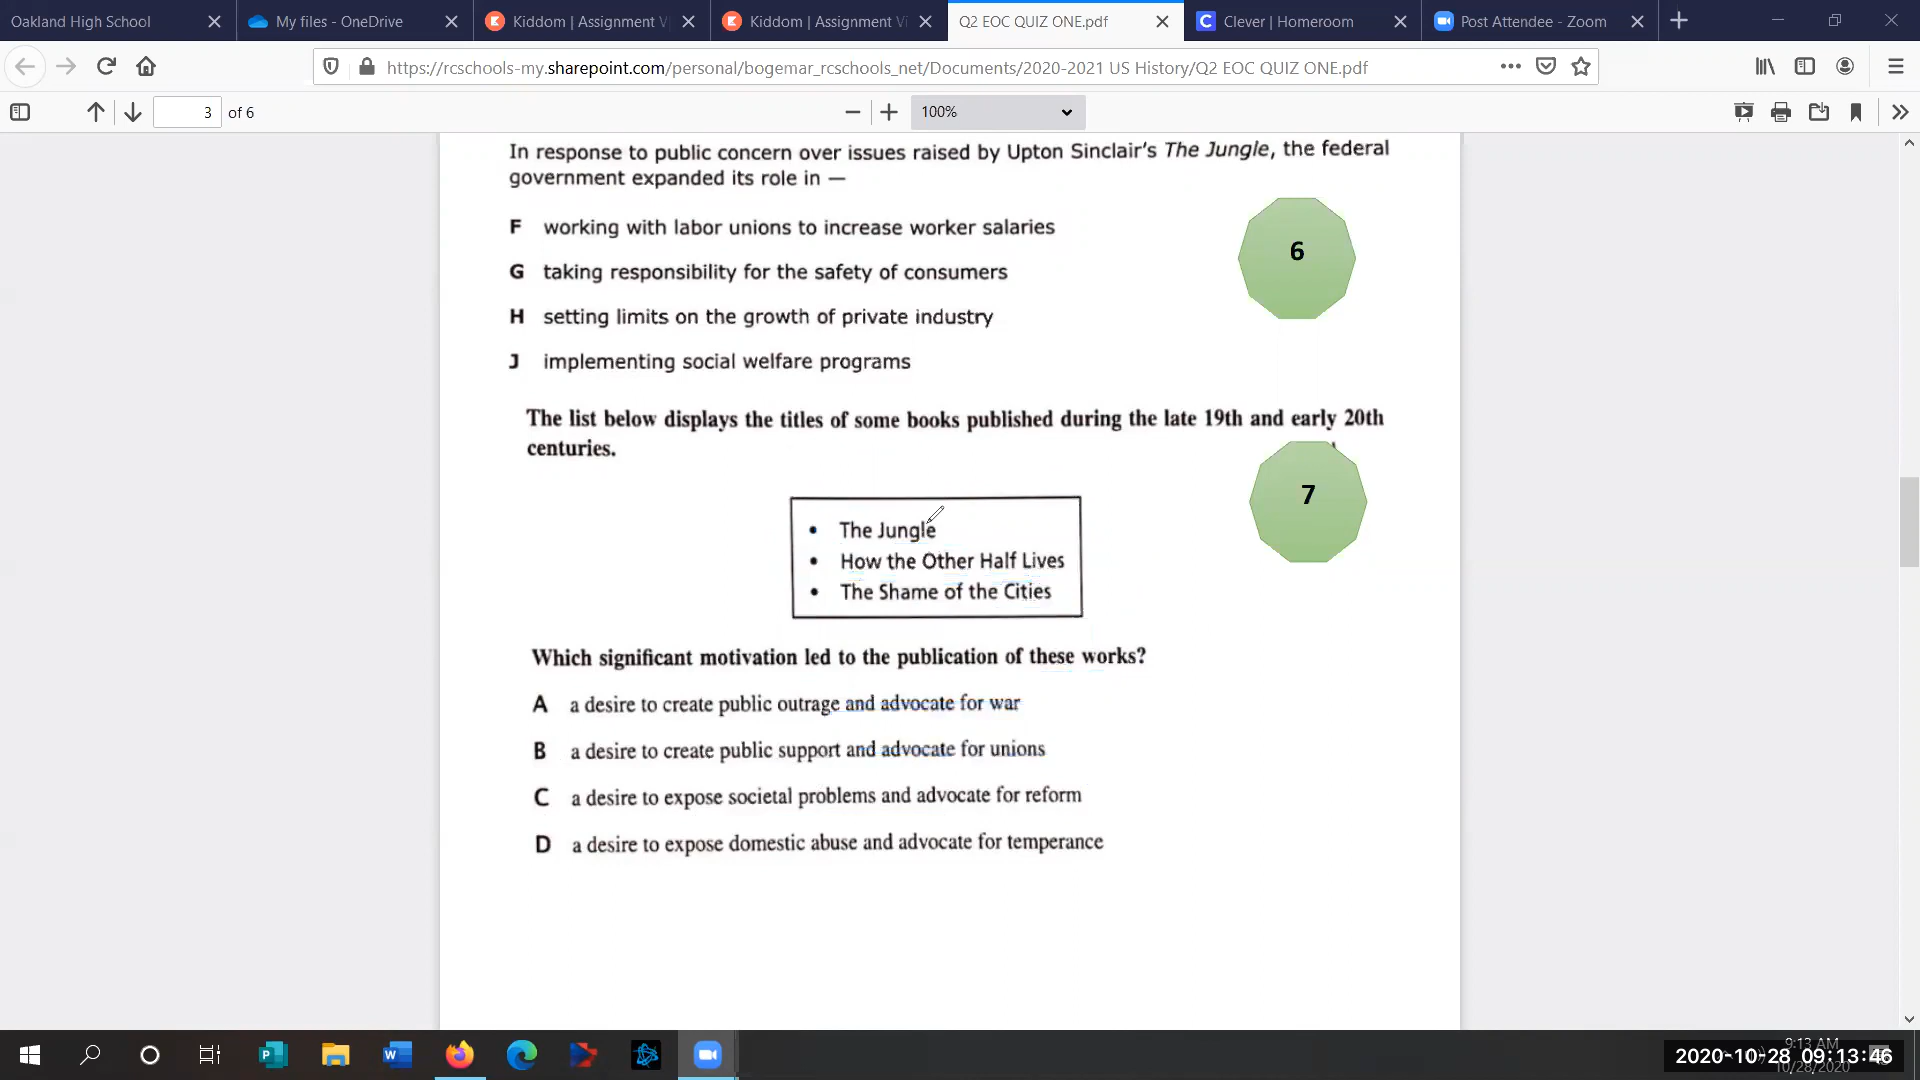 Oakland High School
My files - OneDrive
Kiddom | Assignment Vi
Kiddom | Assignment Vi
Q2 EOC QUIZ ONE.pdf
Clever | Homeroom
Post Attendee - Zoom
https://rcschools-my.sharepoint.com/personal/bogemar_rcschools_net/Documents/2020-2021 US History/Q2 EOC QUIZ ONE.pdf
3 of 6
100%
In response to public concern over issues raised by Upton Sinclair's The Jungle, the federal
government expanded its role in —
F working with labor unions to increase worker salaries
6
G taking responsibility for the safety of consumers
H setting limits on the growth of private industry
J implementing social welfare programs
The list below displays the titles of some books published during the late 19th and early 20th
centuries.
7
• The Jungle
• How the Other Half Lives
• The Shame of the Cities
Which significant motivation led to the publication of these works?
A a desire to create public outrage and advocate for war
B a desire to create public support and advocate for unions
C a desire to expose societal problems and advocate for reform
D a desire to expose domestic abuse and advocate for temperance
9:13 AM
2020-10-28 09:13:46
10/28/2020